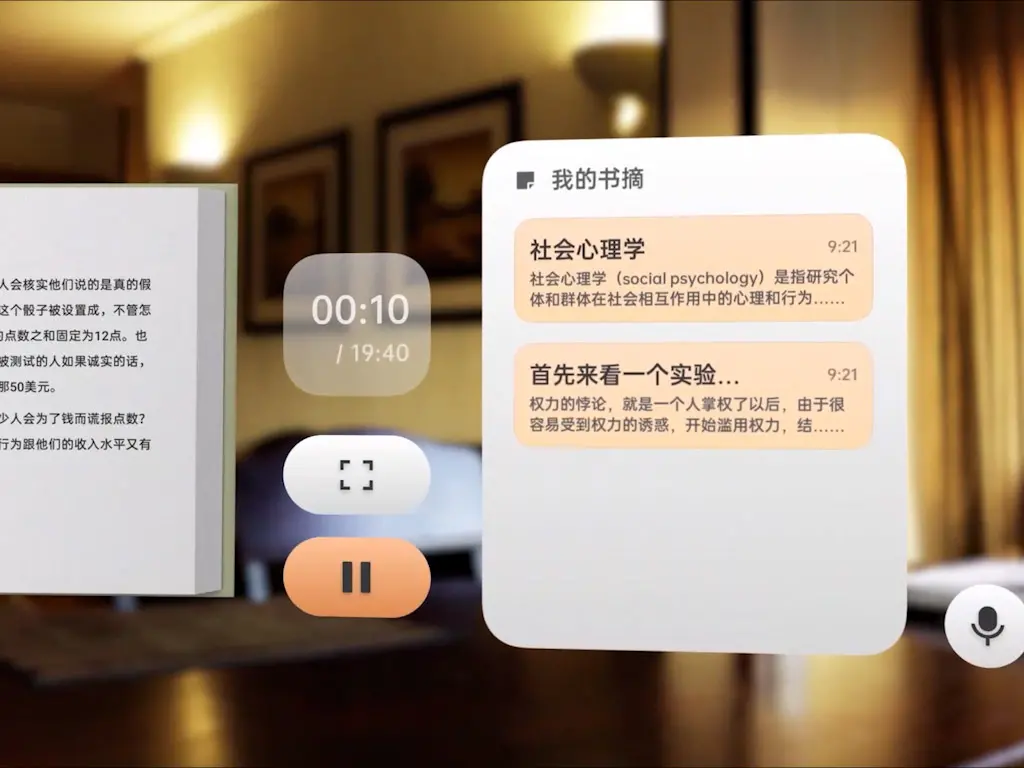 人会核实他们说的是真的假
这个骰子被设置成，不管怎
的点数之和固定为12点。也
被测试的人如果诚实的话，
那50美元。
少人会为了钱而谎报点数？
行为跟他们的收入水平又有
00:10
/ 19:40
我的书摘
社会心理学 9:21
社会心理学（social psychology）是指研究个
体和群体在社会相互作用中的心理和行为……
首先来看一个实验… 9:21
权力的悖论，就是一个人掌权了以后，由于很
容易受到权力的诱惑，开始滥用权力，结……